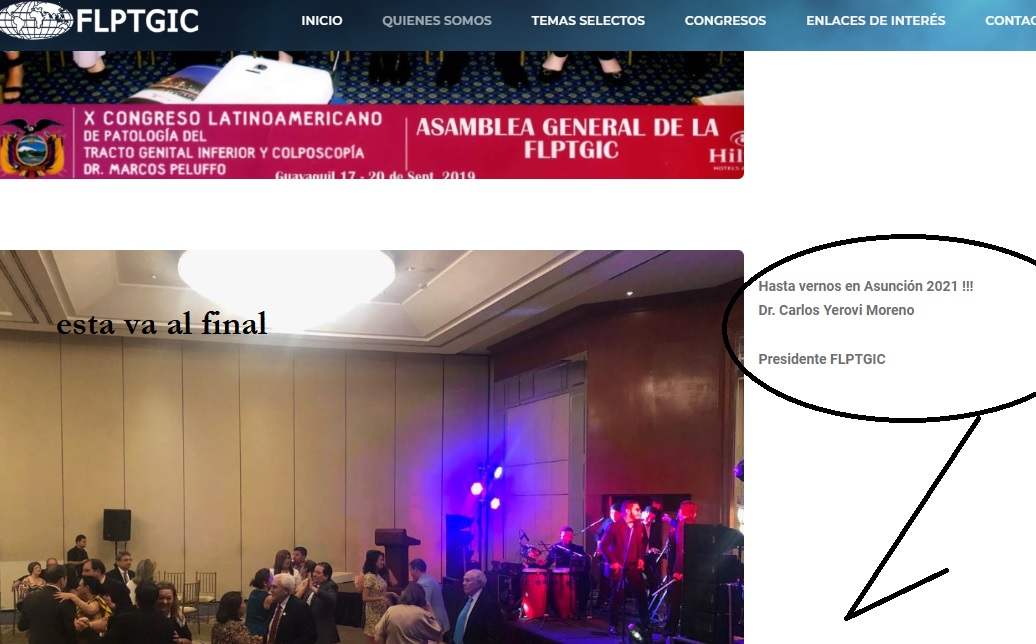 FLPTGIC
INICIO QUIENES SOMOS TEMAS SELECTOS CONGRESOS ENLACES DE INTERÉS
X CONGRESO LATINOAMERICANO
DE PATOLOGÍA DEL
TRACTO GENITAL INFERIOR Y COLPOSCOPÍA
DR. MARCOS PELUFFO
Guayaquil 17 - 20 de Sept. 2019
ASAMBLEA GENERAL DE LA
FLPTGIC
esta va al final
Hasta vernos en Asunción 2021 !!!
Dr. Carlos Yerovi Moreno
Presidente FLPTGIC